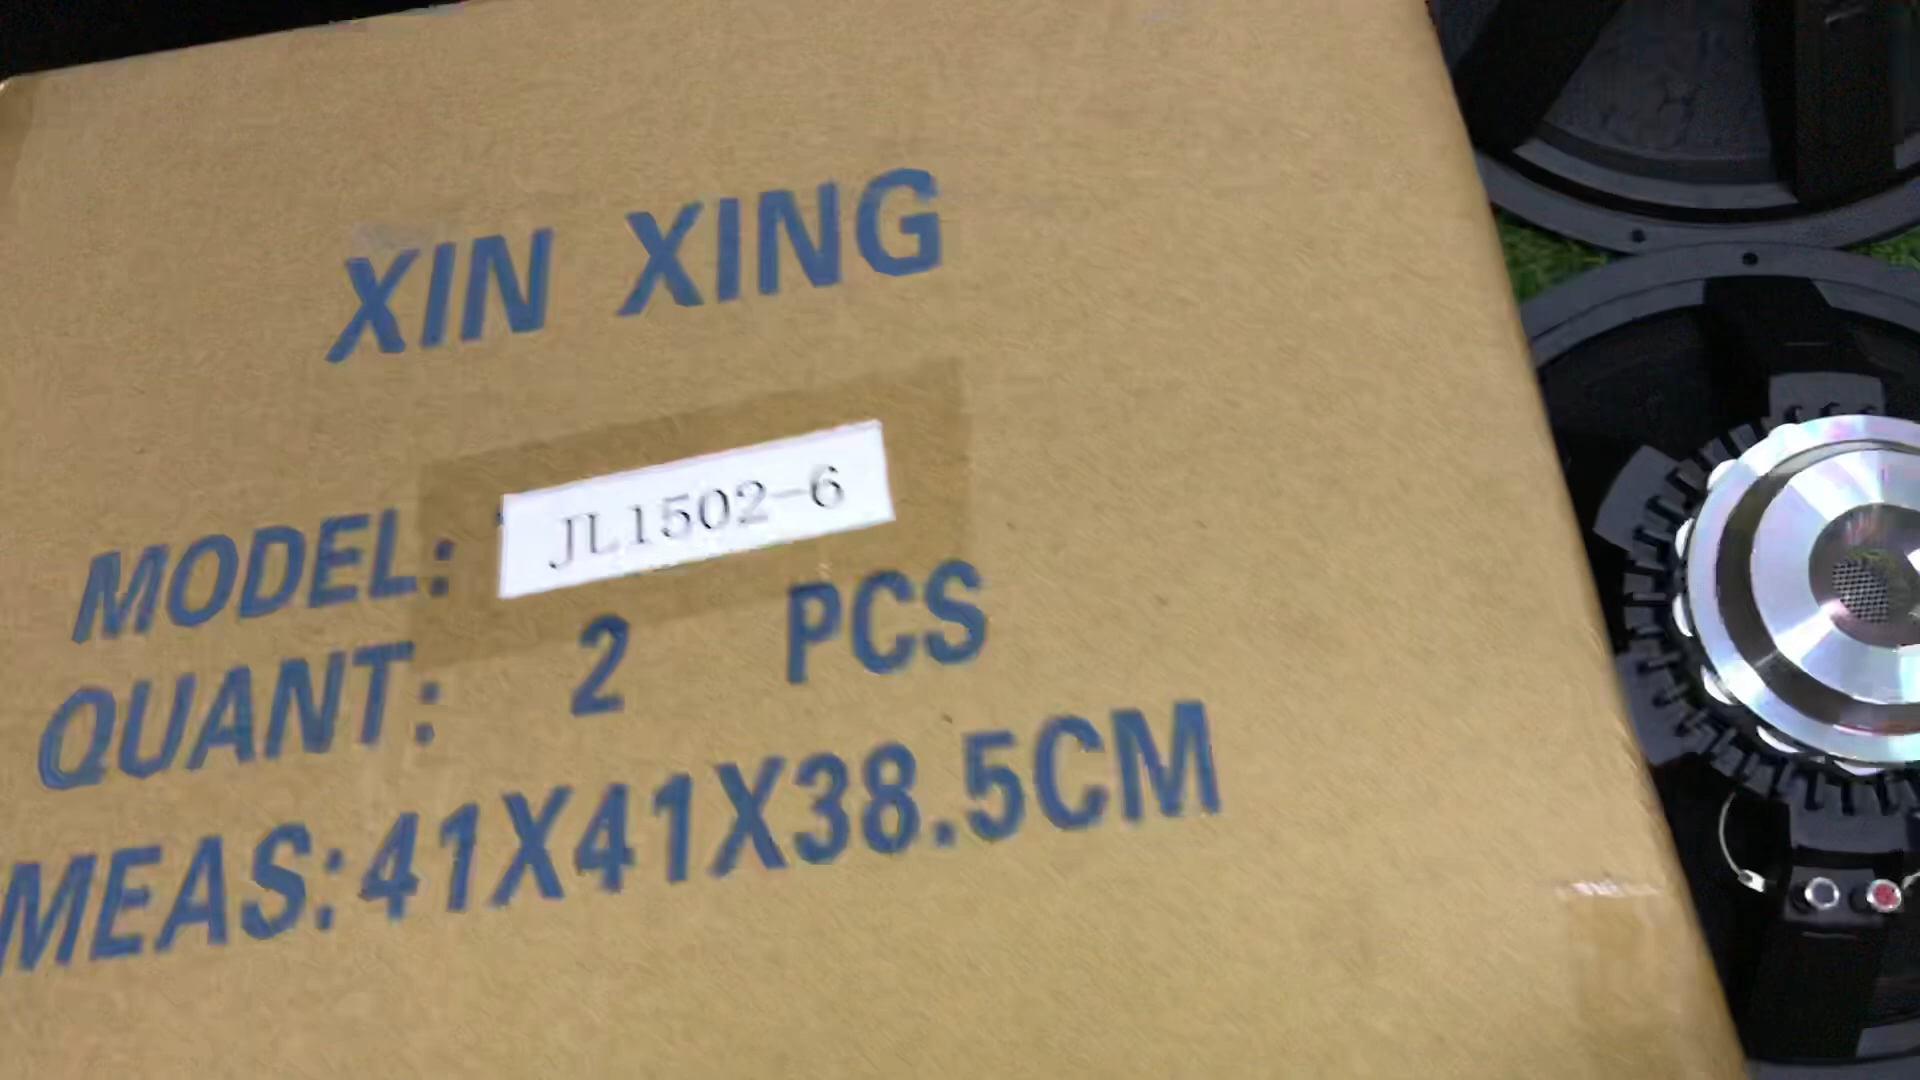 XIN XING
MODEL: JL1502-6
QUANT: 2 PCS
MEAS:41X41X38.5CM